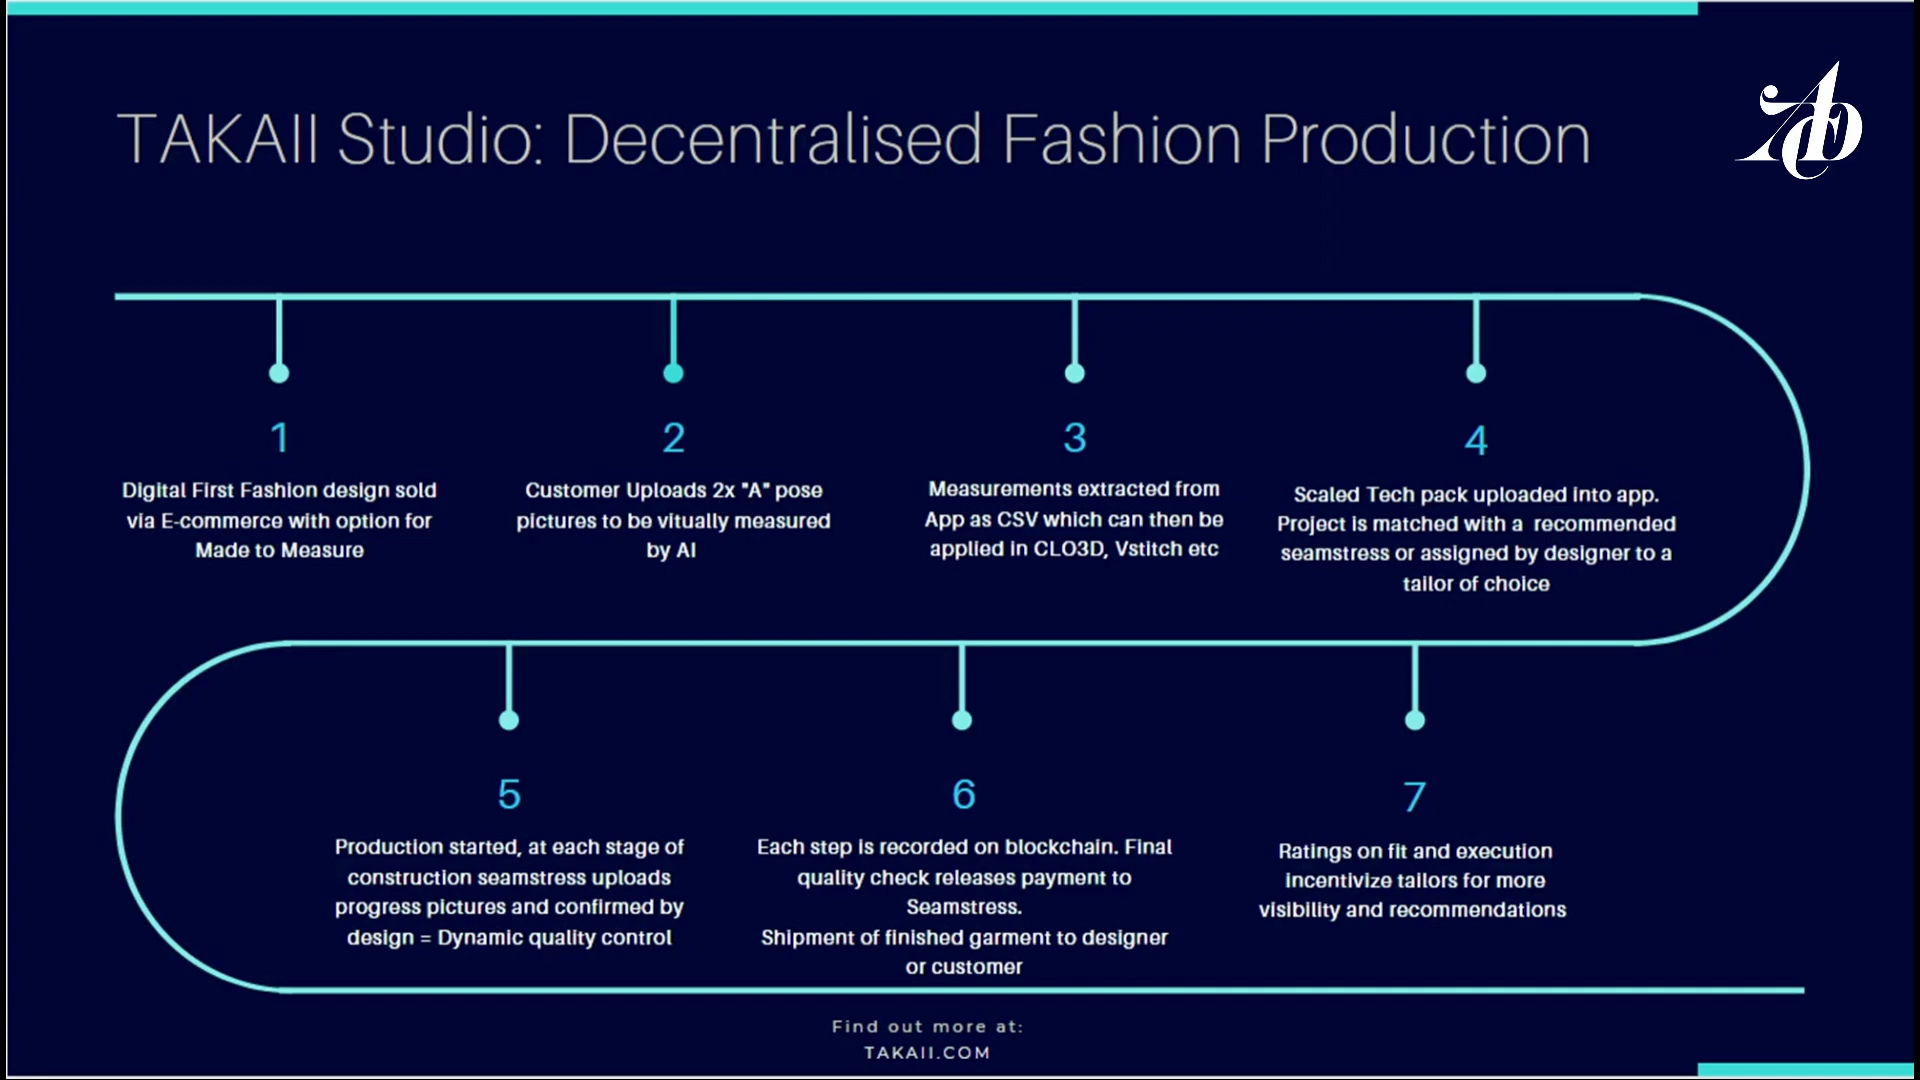 TAKAII Studio: Decentralised Fashion Production
1
Digital First Fashion design sold
via E-commerce with option for
Made to Measure
2
Customer Uploads 2x "A" pose
pictures to be vitually measured
by AI
3
Measurements extracted from
App as CSV which can then be
applied in CLO3D, Vstitch etc
4
Scaled Tech pack uploaded into app.
Project is matched with a recommended
seamstress or assigned by designer to a
tailor of choice
5
Production started, at each stage of
construction seamstress uploads
progress pictures and confirmed by
design = Dynamic quality control
6
Each step is recorded on blockchain. Final
quality check releases payment to
Seamstress.
Shipment of finished garment to designer
or customer
7
Ratings on fit and execution
incentivize tailors for more
visibility and recommendations
Find out more at:
TAKAII.COM